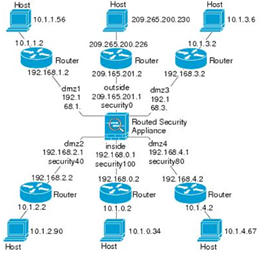 Host
10.1.1.56
Host
209.265.200.230
Host
10.1.3.6
10.1.1.2
Router
209.265.200.226
Router
10.1.3.2
Router
192.168.1.2
209.165.201.2
192.168.3.2
dmz1
192.1
68.1.
outside
209.165.201.1
security0
dmz3
192.1
68.3.
Routed Security
Appliance
dmz2
192.168.2.1
security40
inside
192.168.0.1
security100
dmz4
192.168.4.1
security80
192.168.2.2
192.168.0.2
192.168.4.2
Router
Router
Router
10.1.2.2
10.1.0.2
10.1.4.2
10.1.2.90
10.1.0.34
10.1.4.67
Host
Host
Host